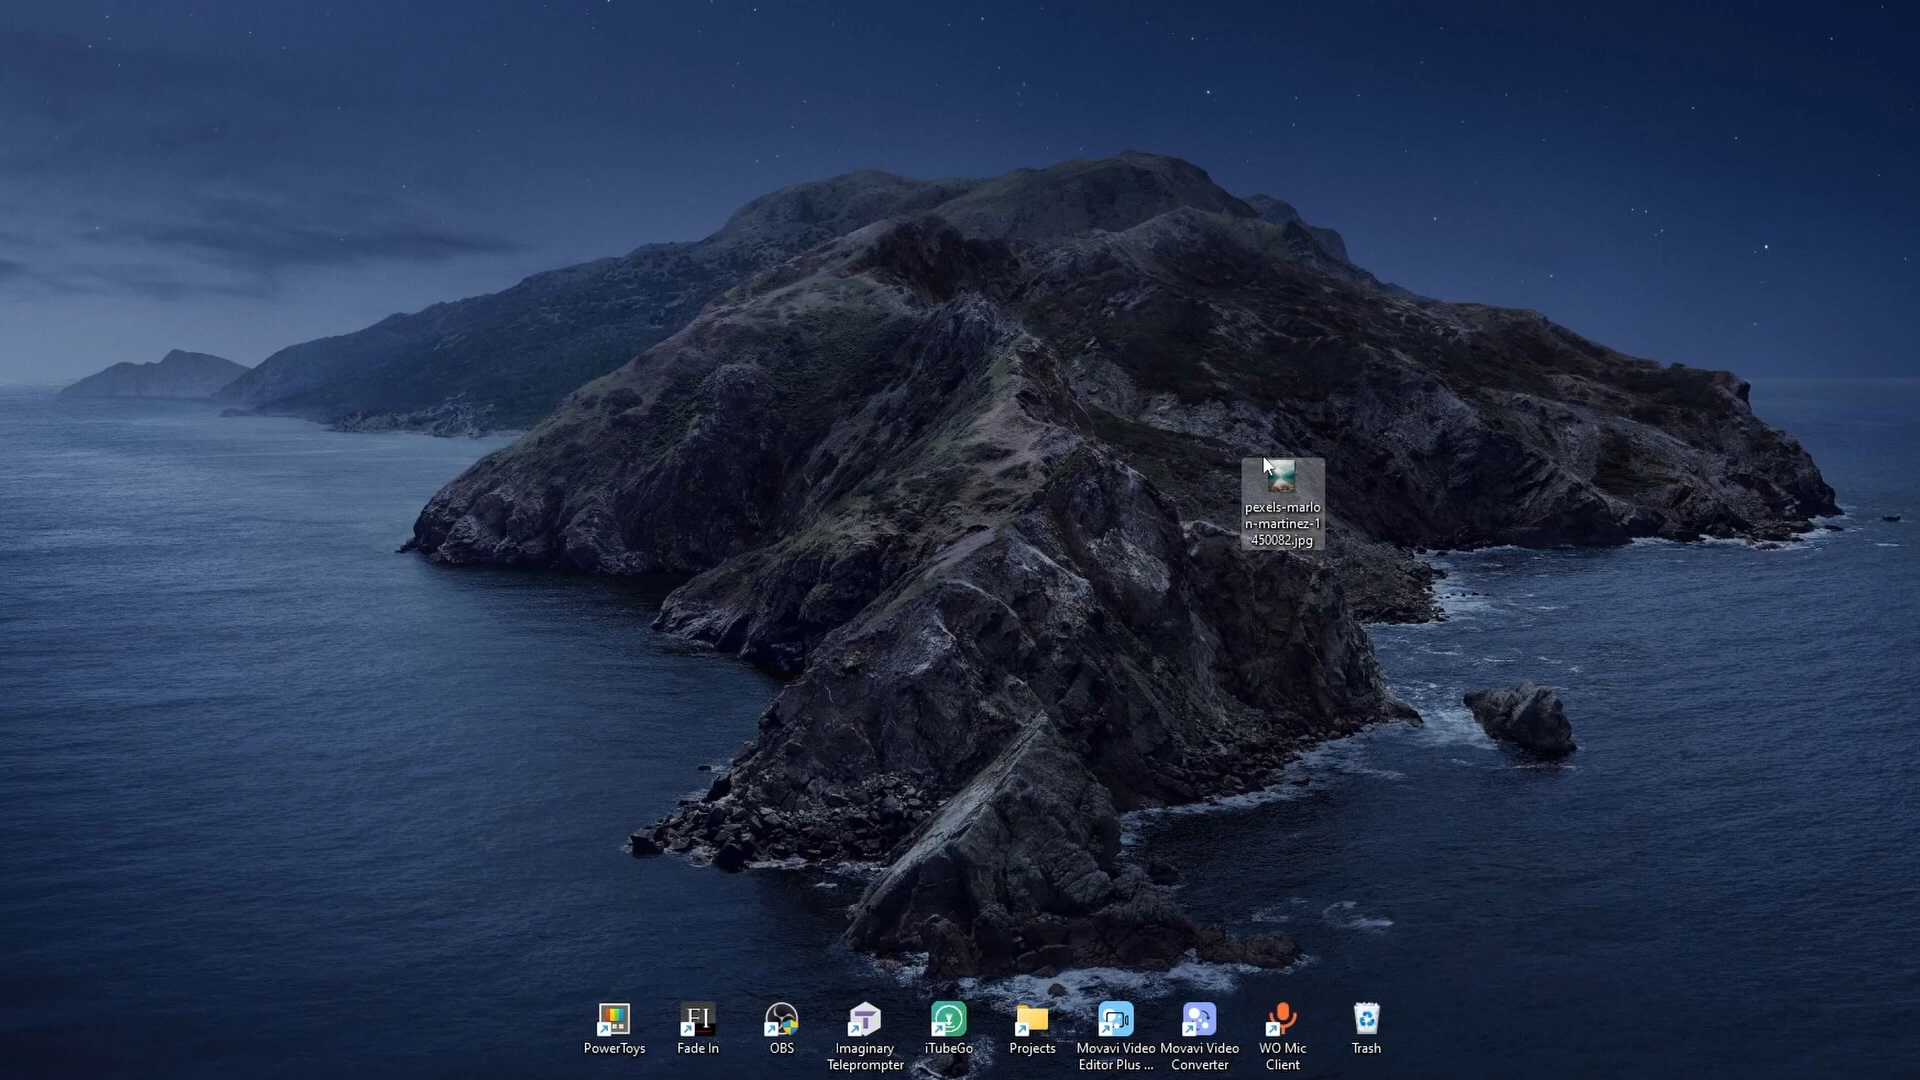 pexels-marlo
n-martinez-1
450082.jpg
FI
PowerToys
Fade In
OBS
Imaginary
Teleprompter
iTubeGo
Projects
Movavi Video
Editor Plus ...
Movavi Video
Converter
WO Mic
Client
Trash